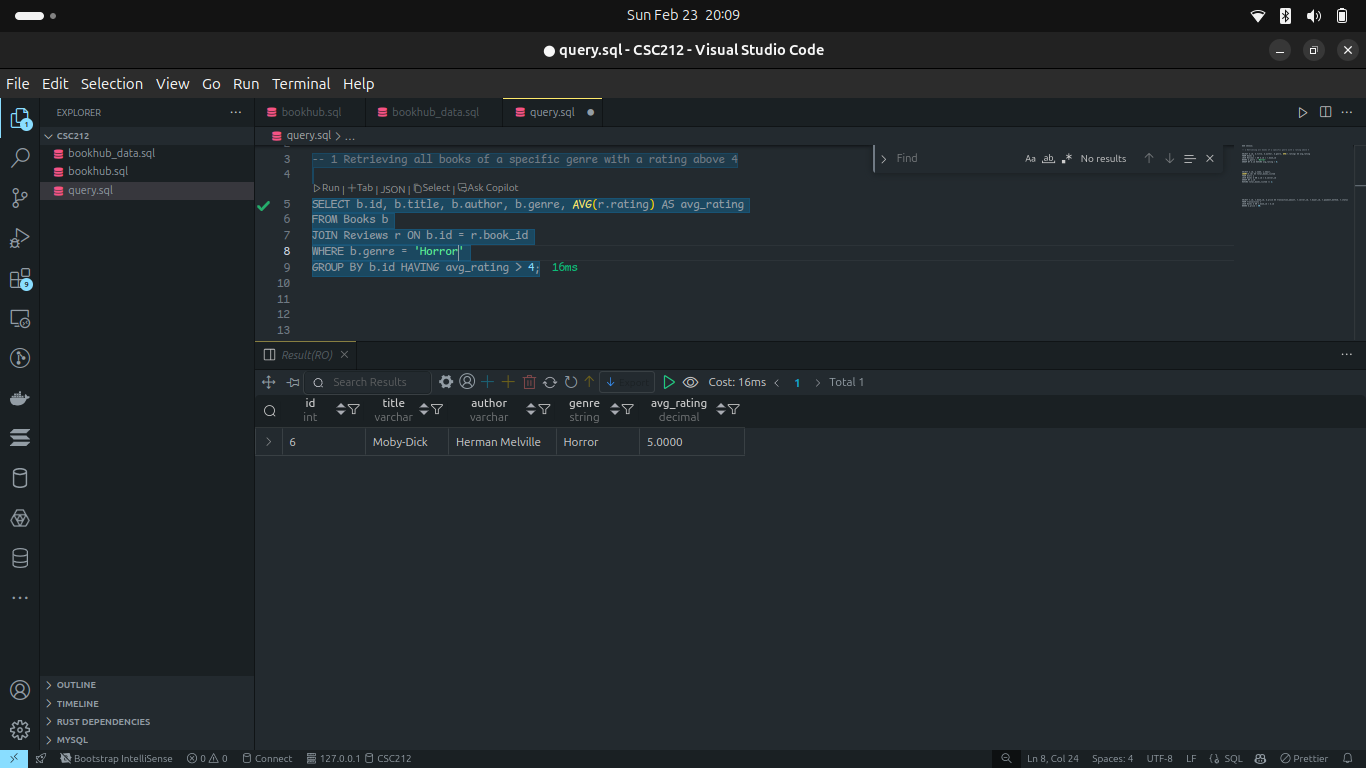 Sun Feb 23 20:09
● query.sql - CSC212 - Visual Studio Code
File Edit Selection View Go Run Terminal Help
EXPLORER
CSC212
bookhub_data.sql
bookhub.sql
query.sql
OUTLINE
TIMELINE
RUST DEPENDENCIES
MYSQL
1
9
bookhub.sql
bookhub_data.sql
query.sql
query.sql > ...
Find
Aa ab .* No results
3 -- 1 Retrieving all books of a specific genre with a rating above 4
4
Run | +Tab | JSON | Select | Ask Copilot
5 SELECT b.id, b.title, b.author, b.genre, AVG(r.rating) AS avg_rating
6 FROM Books b
7 JOIN Reviews r ON b.id = r.book_id
8 WHERE b.genre = 'Horror'
9 GROUP BY b.id HAVING avg_rating > 4; 16ms
10
11
12
13
Result(RO)
Search Results
Cost: 16ms < 1 > Total 1
id title author genre avg_rating
int varchar varchar string decimal
6 Moby-Dick Herman Melville Horror 5.0000
Bootstrap IntelliSense 0 0 Connect 127.0.0.1 CSC212 Ln 8, Col 24 Spaces: 4 UTF-8 LF SQL Prettier